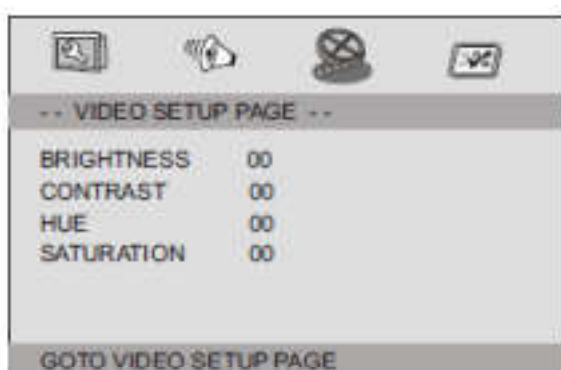 -- VIDEO SETUP PAGE --
BRIGHTNESS 00
CONTRAST 00
HUE 00
SATURATION 00
GOTO VIDEO SETUP PAGE